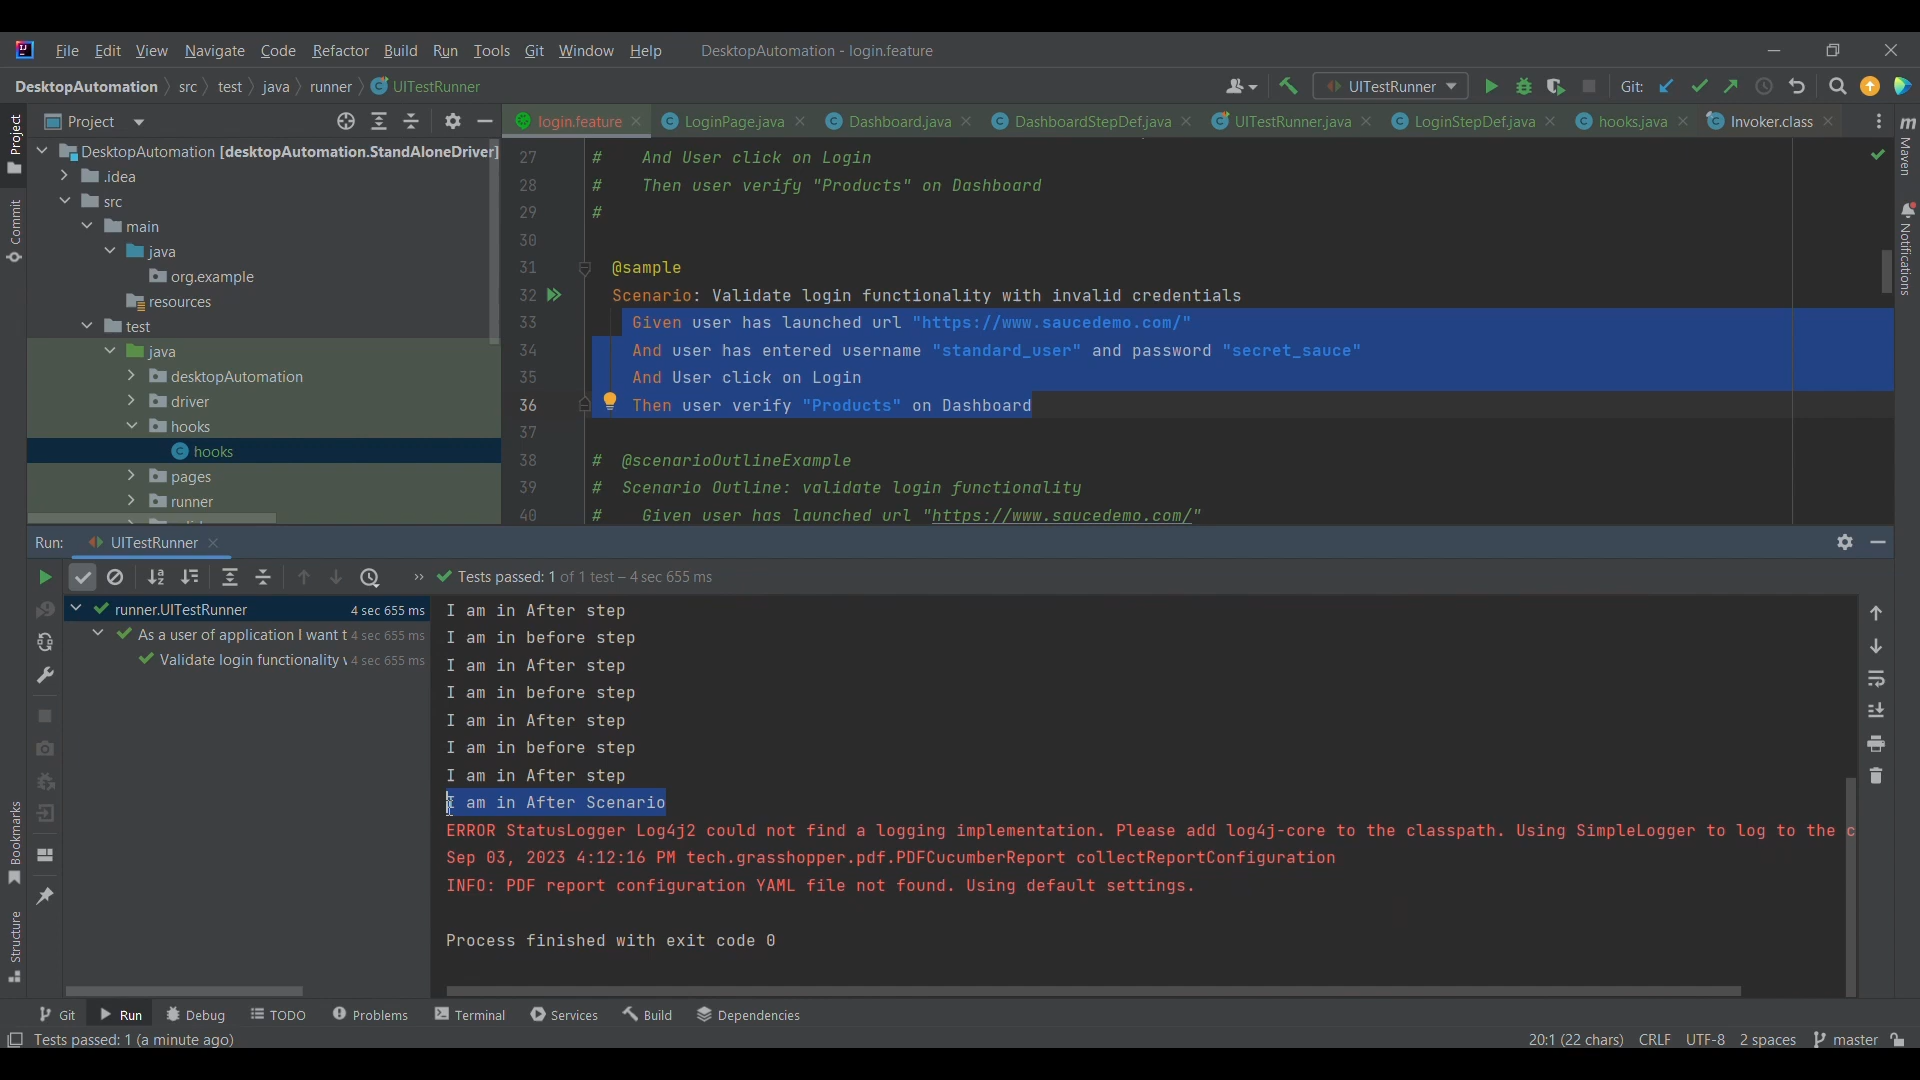 File Edit View Navigate Code Refactor Build Run Tools Git Window Help DesktopAutomation - login.feature
DesktopAutomation src test java runner UITestRunner
UITestRunner Git:
Project
login.feature LoginPage.java Dashboard.java DashboardStepDef.java UITestRunner.java LoginStepDef.java hooks.java Invoker.class
Project
Commit
Bookmarks
Structure
Maven
Notifications
DesktopAutomation [desktopAutomation.StandAloneDriver]
.idea
src
main
java
org.example
resources
test
java
desktopAutomation
driver
hooks
hooks
pages
runner
27 # And User click on Login
28 # Then user verify "Products" on Dashboard
29 #
30
31 @sample
32 Scenario: Validate login functionality with invalid credentials
33 Given user has launched url "https://www.saucedemo.com/"
34 And user has entered username "standard_user" and password "secret_sauce"
35 And User click on Login
36 Then user verify "Products" on Dashboard
37
38 # @scenarioOutlineExample
39 # Scenario Outline: validate login functionality
40 # Given user has launched url "https://www.saucedemo.com/"
Run: UITestRunner
Tests passed: 1 of 1 test – 4 sec 655 ms
runner.UITestRunner 4 sec 655 ms
As a user of application I want t 4 sec 655 ms
Validate login functionality 4 sec 655 ms
I am in After step
I am in before step
I am in After step
I am in before step
I am in After step
I am in before step
I am in After step
I am in After Scenario
ERROR StatusLogger Log4j2 could not find a logging implementation. Please add log4j-core to the classpath. Using SimpleLogger to log to the c
Sep 03, 2023 4:12:16 PM tech.grasshopper.pdf.PDFCucumberReport collectReportConfiguration
INFO: PDF report configuration YAML file not found. Using default settings.
Process finished with exit code 0
Git Run Debug TODO Problems Terminal Services Build Dependencies
Tests passed: 1 (a minute ago) 20:1 (22 chars) CRLF UTF-8 2 spaces master